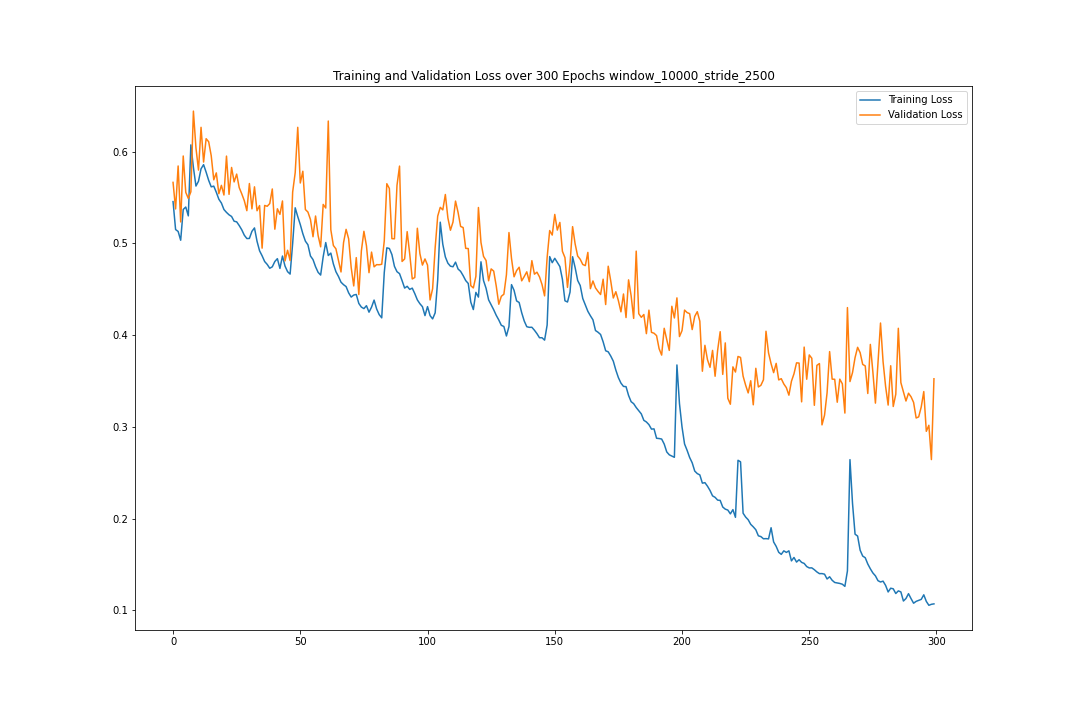 Training and Validation Loss over 300 Epochs window_10000_stride_2500
Training Loss
Validation Loss
0.6
0.5
0.4
0.3
0.2
0.1
0 50 100 150 200 250 300